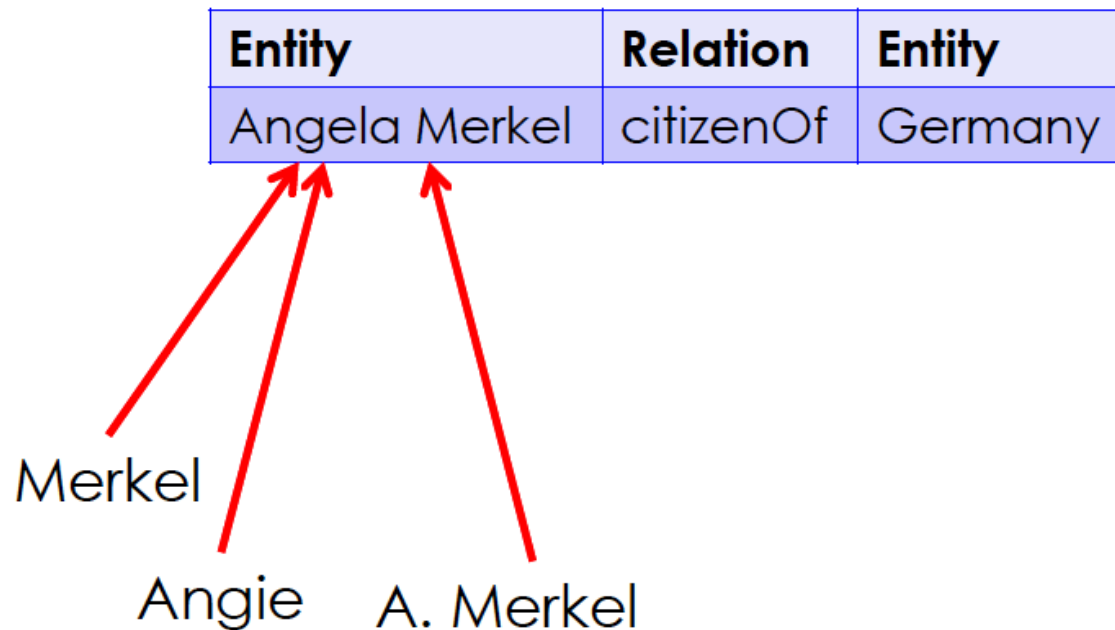 Entity Relation Entity
Angela Merkel citizenOf Germany
Merkel
Angie A. Merkel